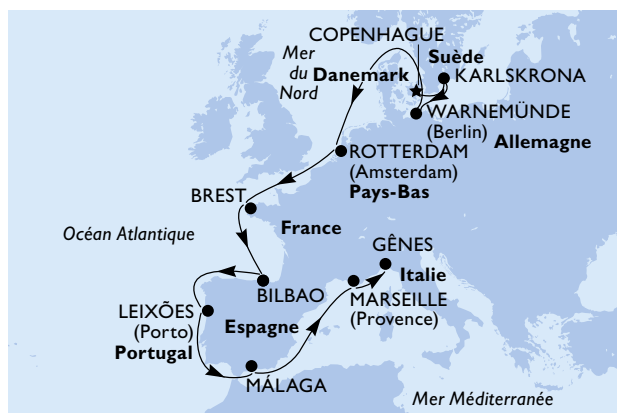 COPENHAGUE
Mer
du
Nord
Danemark
Suède
KARLSKRONA
WARNEMÜNDE
(Berlin)
Allemagne
ROTTERDAM
(Amsterdam)
Pays-Bas
BREST
France
Océan Atlantique
GÊNES
Italie
BILBAO
MARSEILLE
(Provence)
LEIXÕES
(Porto)
Portugal
Espagne
MÁLAGA
Mer Méditerranée